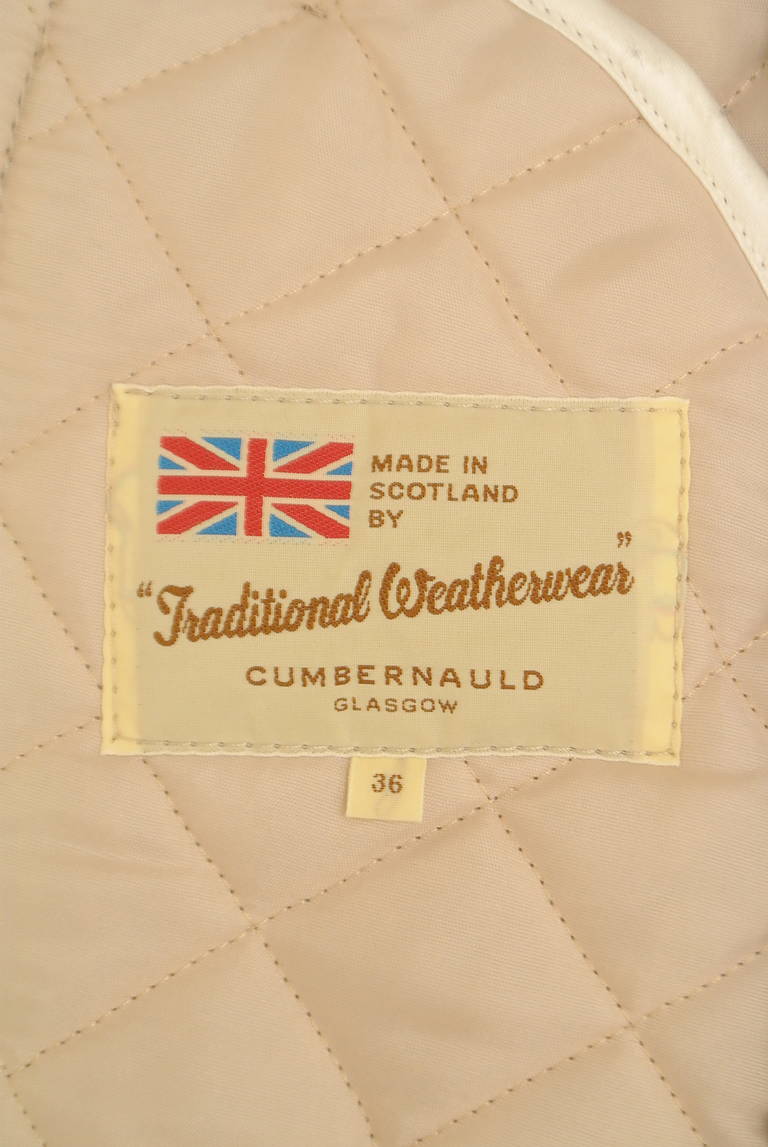 MADE IN
SCOTLAND
BY
“Traditional Weatherwear”
CUMBERNAULD
GLASGOW
36